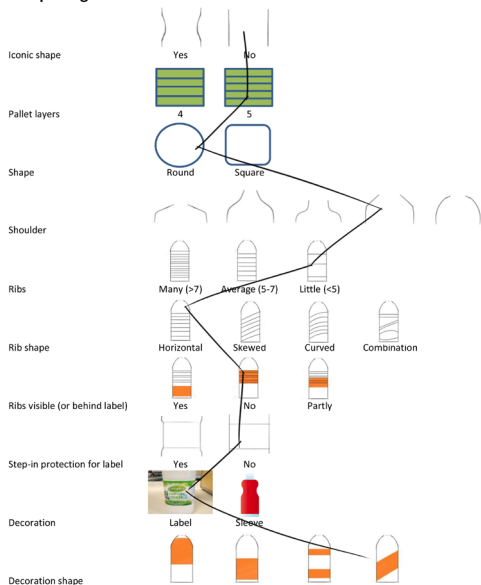 Iconic shape Yes No
Pallet layers 4 5
Shape Round Square
Shoulder
Ribs Many (>7) Average (5-7) Little (<5)
Rib shape Horizontal Skewed Curved Combination
Ribs visible (or behind label) Yes No Partly
Step-in protection for label Yes No
Decoration Label Sleeve
Decoration shape